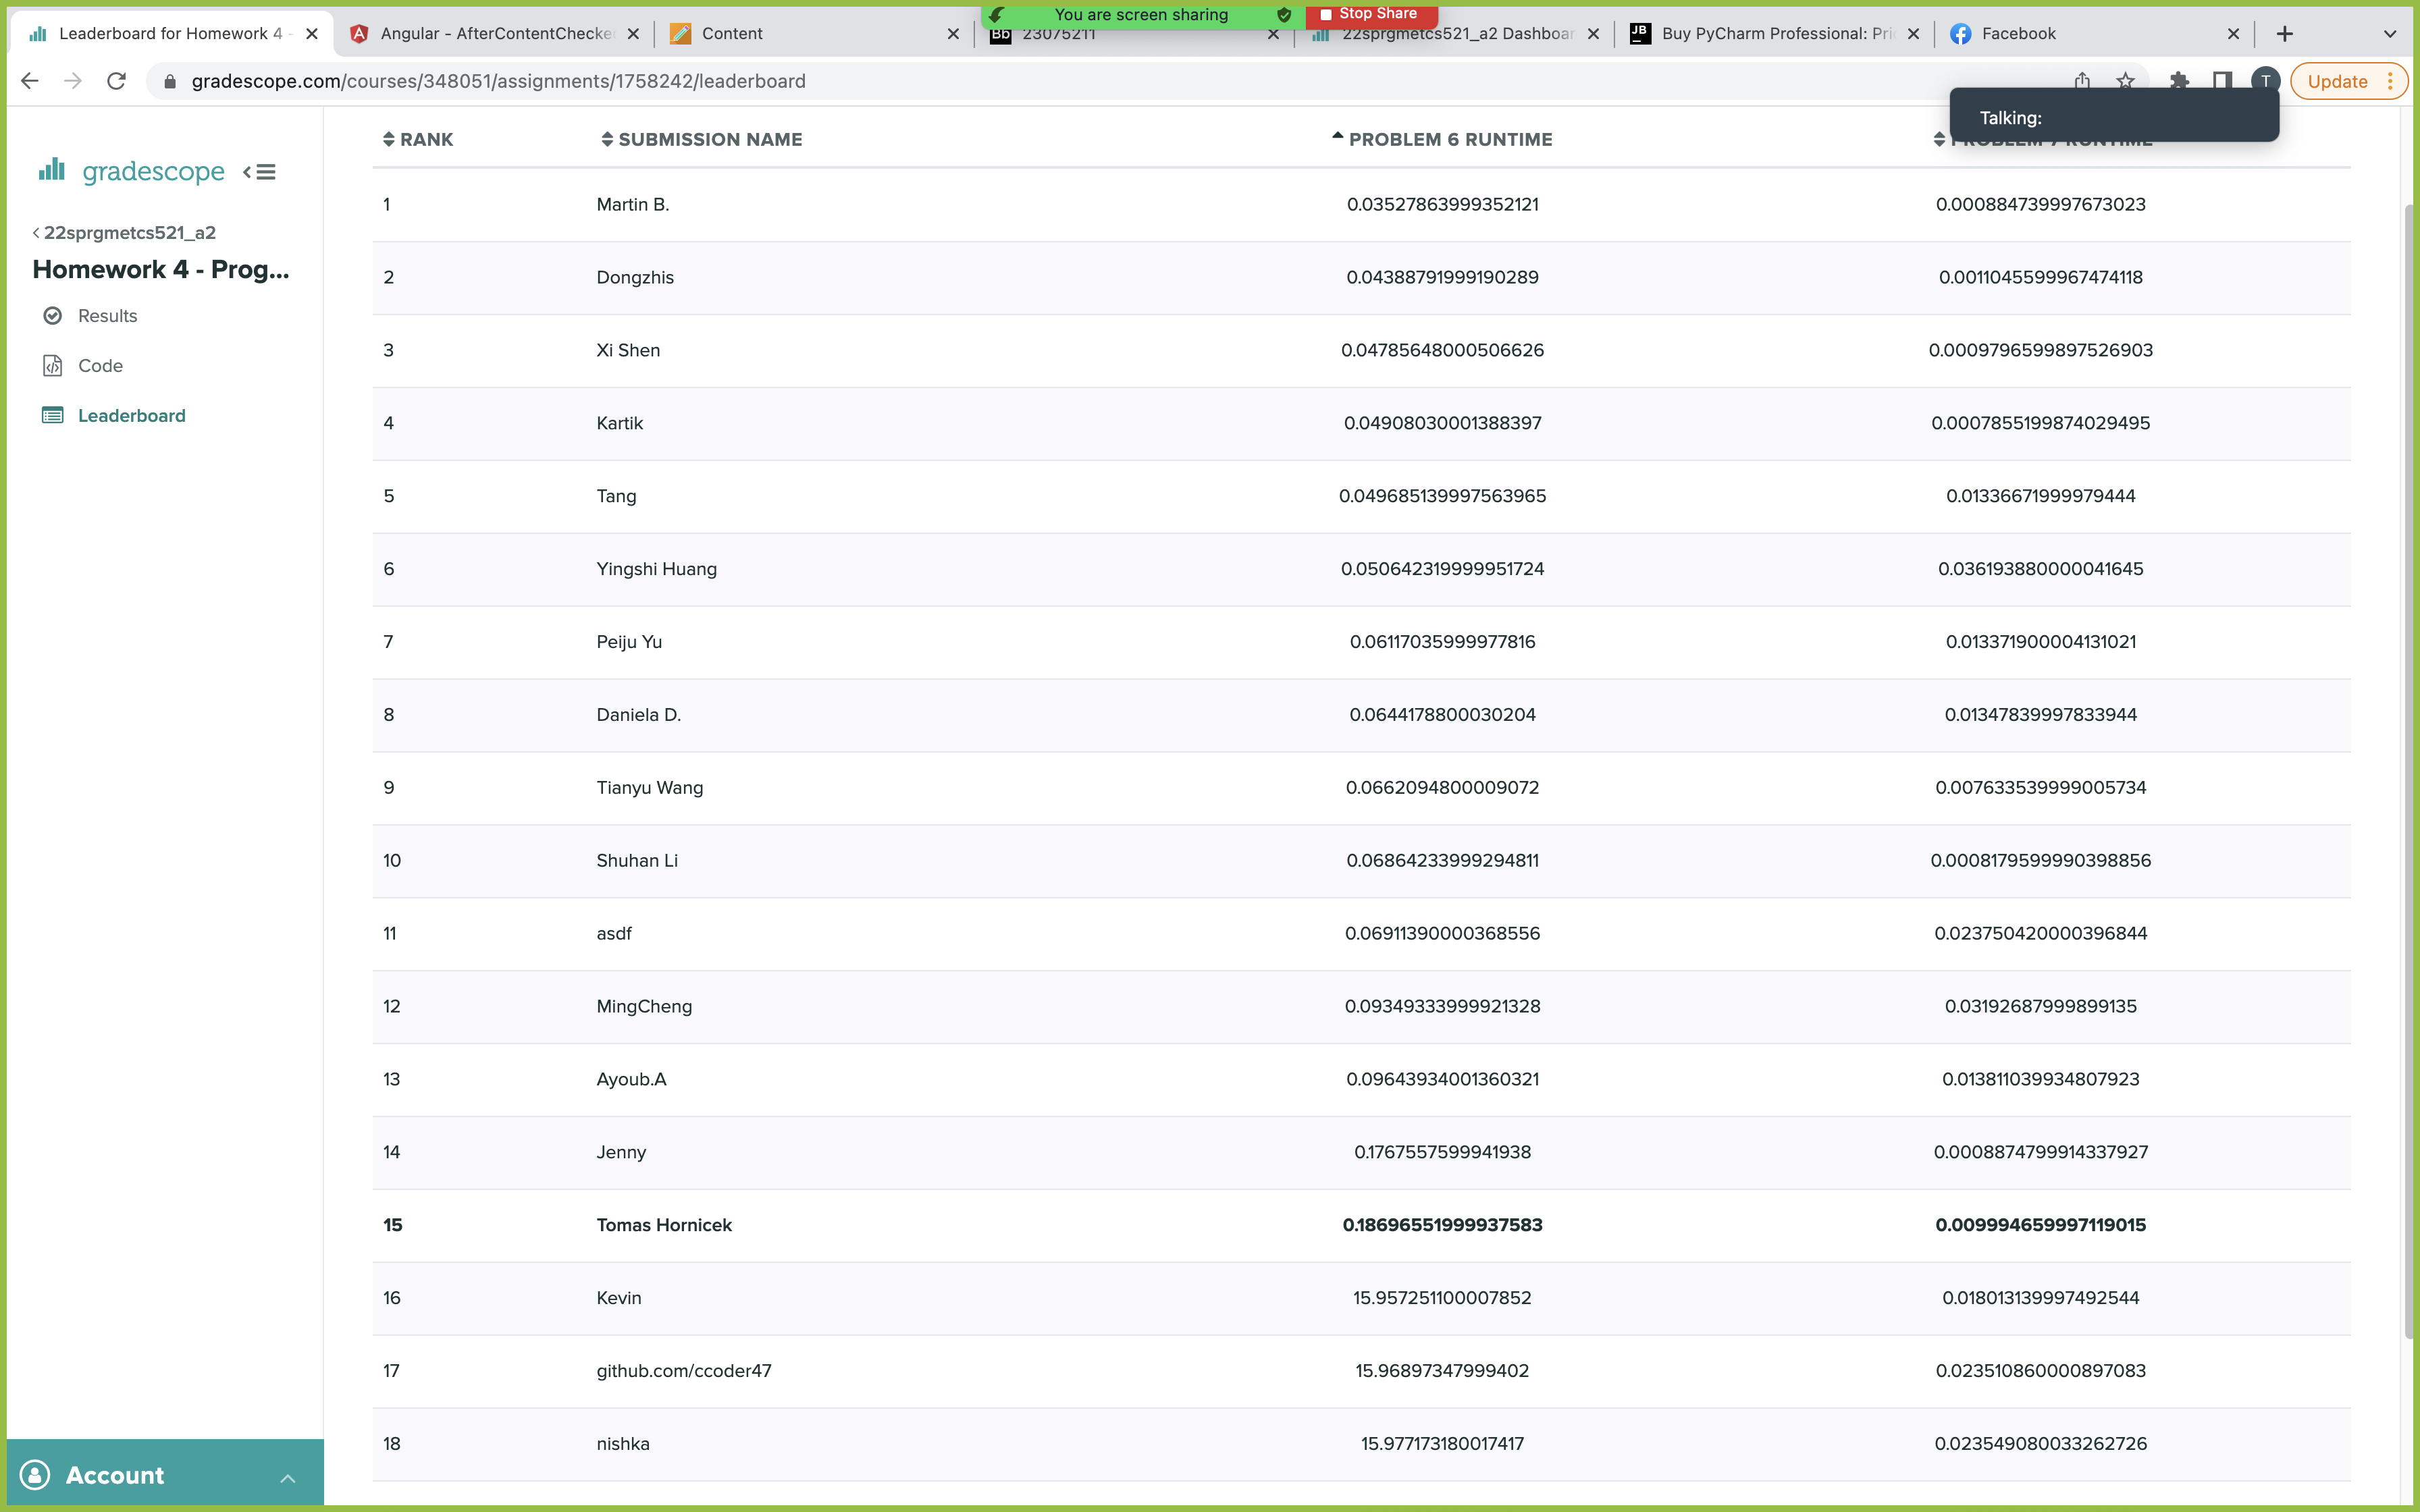 Leaderboard for Homework 4 -
Angular - AfterContentChecke
Content
You are screen sharing
Stop Share
Bb 23075211
22sprgmetcs521_a2 Dashboar
JB Buy PyCharm Professional: Pri
Facebook
gradescope.com/courses/348051/assignments/1758242/leaderboard
T
Update
Talking:
gradescope
22sprgmetcs521_a2
Homework 4 - Prog...
Results
Code
Leaderboard
Account
RANK SUBMISSION NAME PROBLEM 6 RUNTIME PROBLEM 7 RUNTIME
1 Martin B. 0.03527863999352121 0.000884739997673023
2 Dongzhis 0.04388791999190289 0.0011045599967474118
3 Xi Shen 0.04785648000506626 0.0009796599897526903
4 Kartik 0.04908030001388397 0.0007855199874029495
5 Tang 0.049685139997563965 0.01336671999979444
6 Yingshi Huang 0.050642319999951724 0.036193880000041645
7 Peiju Yu 0.06117035999977816 0.013371900004131021
8 Daniela D. 0.0644178800030204 0.01347839997833944
9 Tianyu Wang 0.0662094800009072 0.007633539999005734
10 Shuhan Li 0.06864233999294811 0.0008179599990398856
11 asdf 0.06911390000368556 0.023750420000396844
12 MingCheng 0.09349333999921328 0.03192687999899135
13 Ayoub.A 0.09643934001360321 0.013811039934807923
14 Jenny 0.1767557599941938 0.0008874799914337927
15 Tomas Hornicek 0.18696551999937583 0.009994659997119015
16 Kevin 15.957251100007852 0.018013139997492544
17 github.com/ccoder47 15.96897347999402 0.023510860000897083
18 nishka 15.977173180017417 0.023549080033262726